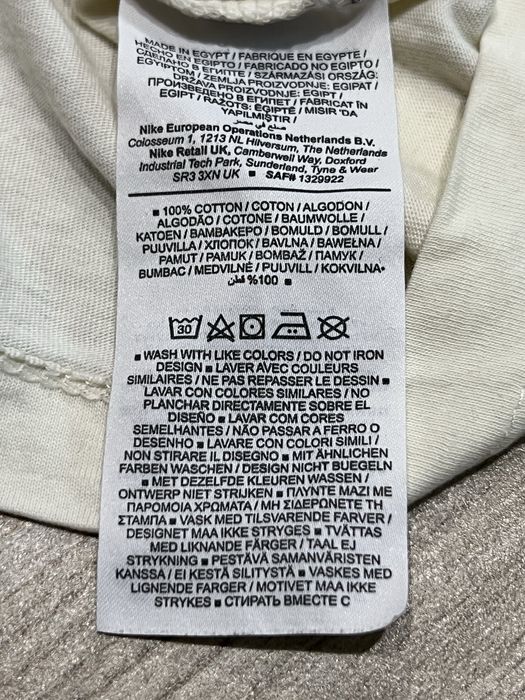 MADE IN EGYPT / FABRIQUE EN EGYPTE /
HECHO EN EGIPTO / FABRICADO NO EGIPTO /
СДЕЛАНО В ЕГИПТЕ / SZÁRMAZÁSI ORSZÁG:
EGYIPTOM / ZEMLJA PROIZVODNJE: EGIPAT /
DRŽAVA PROIZVODNJE: EGIPT /
ПРОИЗВЕДЕНО В ЕГИПЕТ / FABRICAT ÎN
EGIPT / RAŽOTS: ĒĢIPTĒ / MISIR 'DA
YAPILMIŞTIR /
صنع في مصر
Nike European Operations Netherlands B.V.
Colosseum 1, 1213 NL Hilversum, The Netherlands
Nike Retail UK, Camberwell Way, Doxford
Industrial Tech Park, Sunderland, Tyne & Wear
SR3 3XN UK ■ SAF# 1329922
■ 100% COTTON / COTON / ALGODON /
ALGODÃO / COTONE / BAUMWOLLE /
KATOEN / ΒΑΜΒΑΚΕΡΟ / BOMULD / BOMULL /
PUUVILLA / ХЛОПОК / BAVLNA / BAWEŁNA /
PAMUT / PAMUK / BOMBAŽ / ПАМУК /
BUMBAC / MEDVILNĖ / PUUVILL / KOKVILNA
%100 قطن ■
30
■ WASH WITH LIKE COLORS / DO NOT IRON
DESIGN ■ LAVER AVEC COULEURS
SIMILAIRES / NE PAS REPASSER LE DESSIN ■
LAVAR CON COLORES SIMILARES / NO
PLANCHAR DIRECTAMENTE SOBRE EL
DISEÑO ■ LAVAR COM CORES
SEMELHANTES / NÃO PASSAR A FERRO O
DESENHO ■ LAVARE CON COLORI SIMILI /
NON STIRARE IL DISEGNO ■ MIT ÄHNLICHEN
FARBEN WASCHEN / DESIGN NICHT BUEGELN
■ MET DEZELFDE KLEUREN WASSEN /
ONTWERP NIET STRIJKEN ■ ΠΛΥΝΤΕ ΜΑΖΙ ΜΕ
ΠΑΡΟΜΟΙΑ ΧΡΩΜΑΤΑ / ΜΗ ΣΙΔΕΡΩΝΕΤΕ ΤΗ
ΣΤΑΜΠΑ ■ VASK MED TILSVARENDE FARVER /
DESIGNET MAA IKKE STRYGES ■ TVÄTTAS
MED LIKNANDE FÄRGER / TAAL EJ
STRYKNING ■ PESTÄVÄ SAMANVÄRISTEN
KANSSA / EI KESTÄ SILITYSTÄ ■ VASKES MED
LIGNENDE FARGER / MOTIVET MAA IKKE
STRYKES ■ СТИРАТЬ ВМЕСТЕ С